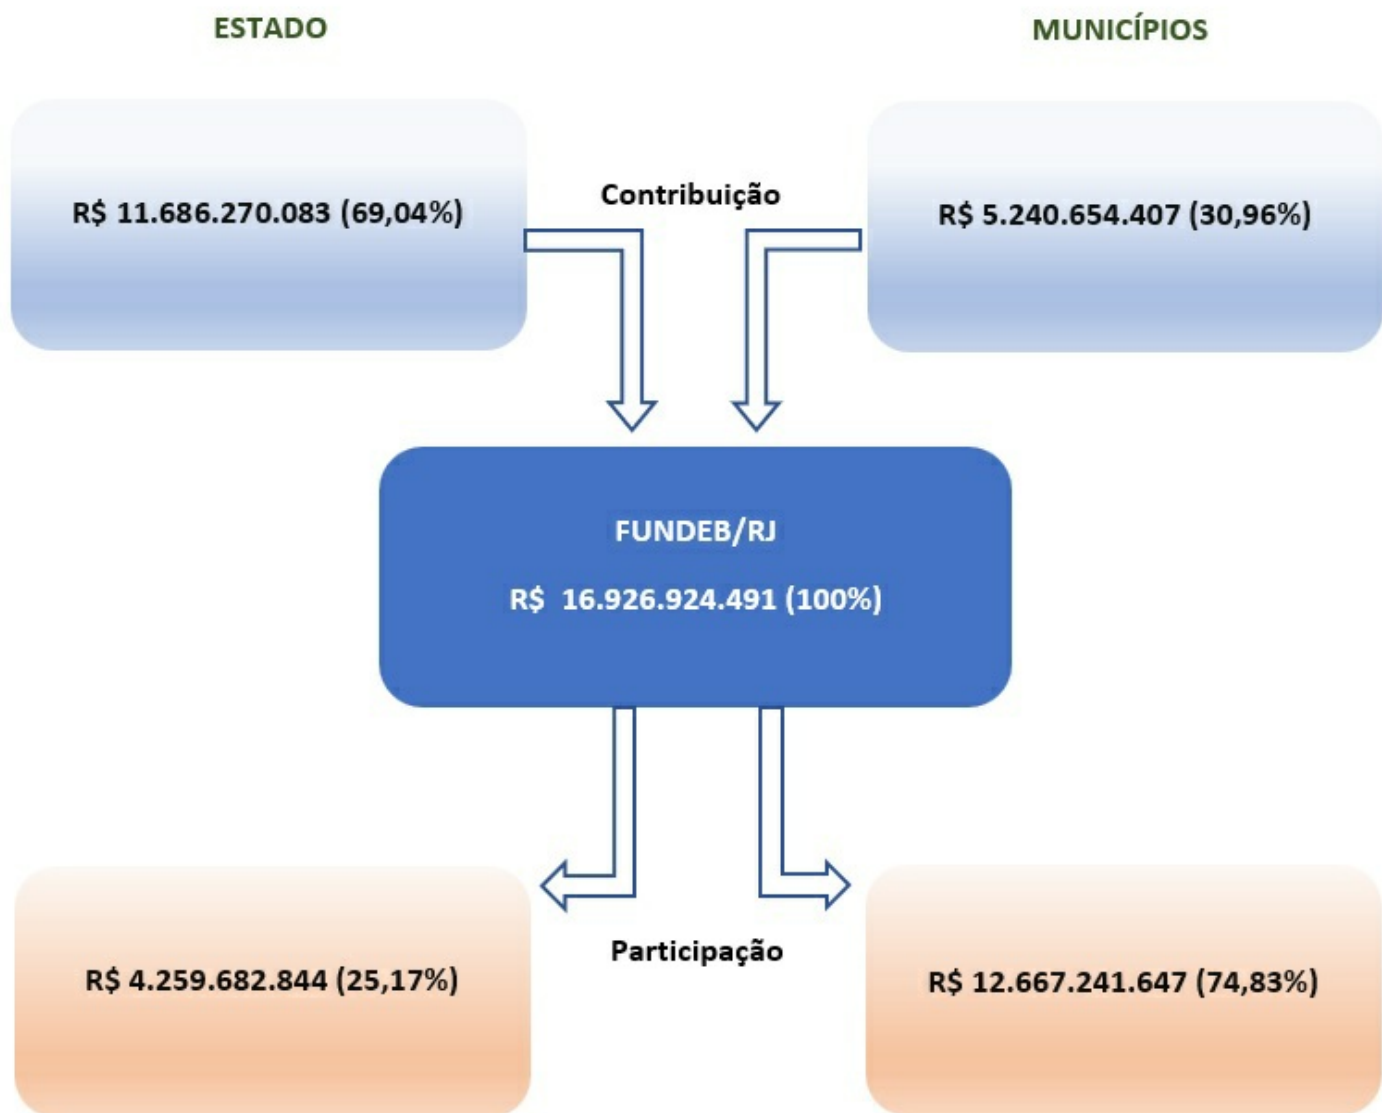 ESTADO
MUNICÍPIOS
R$ 11.686.270.083 (69,04%)
Contribuição
R$ 5.240.654.407 (30,96%)
FUNDEB/RJ
R$ 16.926.924.491 (100%)
Participação
R$ 4.259.682.844 (25,17%)
R$ 12.667.241.647 (74,83%)